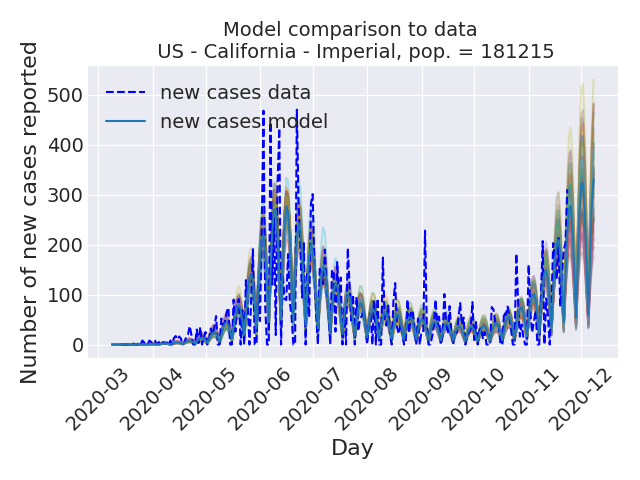 Model comparison to data
US - California - Imperial, pop. = 181215
Number of new cases reported
500
400
300
200
100
0
new cases data
new cases model
2020-03
2020-04
2020-05
2020-06
2020-07
2020-08
2020-09
2020-10
2020-11
2020-12
Day